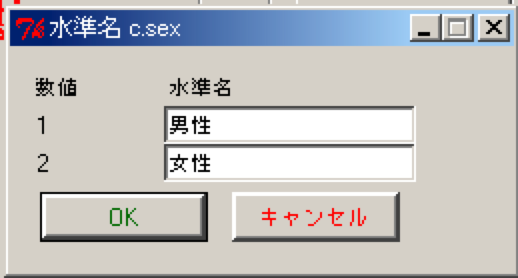 水準名 c.sex
数値 水準名
1 男性
2 女性
OK キャンセル